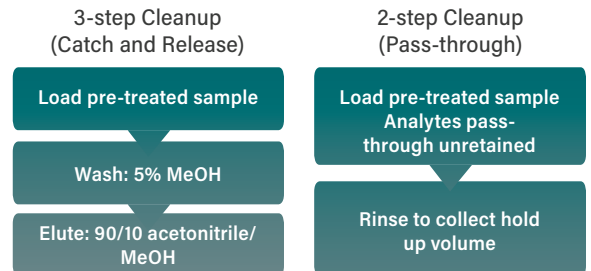 3-step Cleanup
(Catch and Release)
Load pre-treated sample
Wash: 5% MeOH
Elute: 90/10 acetonitrile/
MeOH
2-step Cleanup
(Pass-through)
Load pre-treated sample
Analytes pass-
through unretained
Rinse to collect hold
up volume